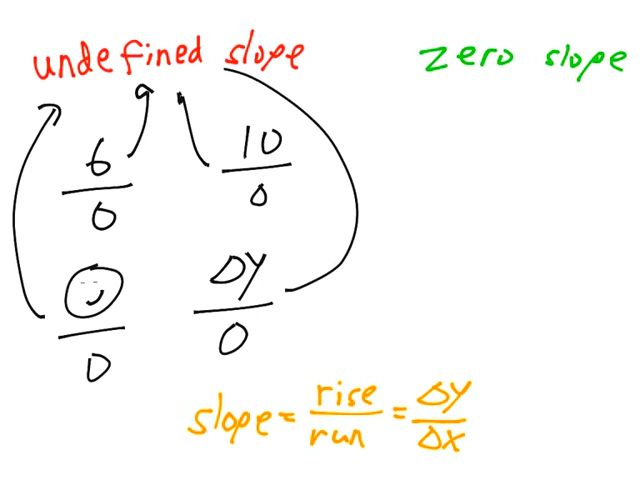 undefined slope
zero slope
6/0
10/0
/0
ΔY/0
slope = rise/run = ΔY/ΔX